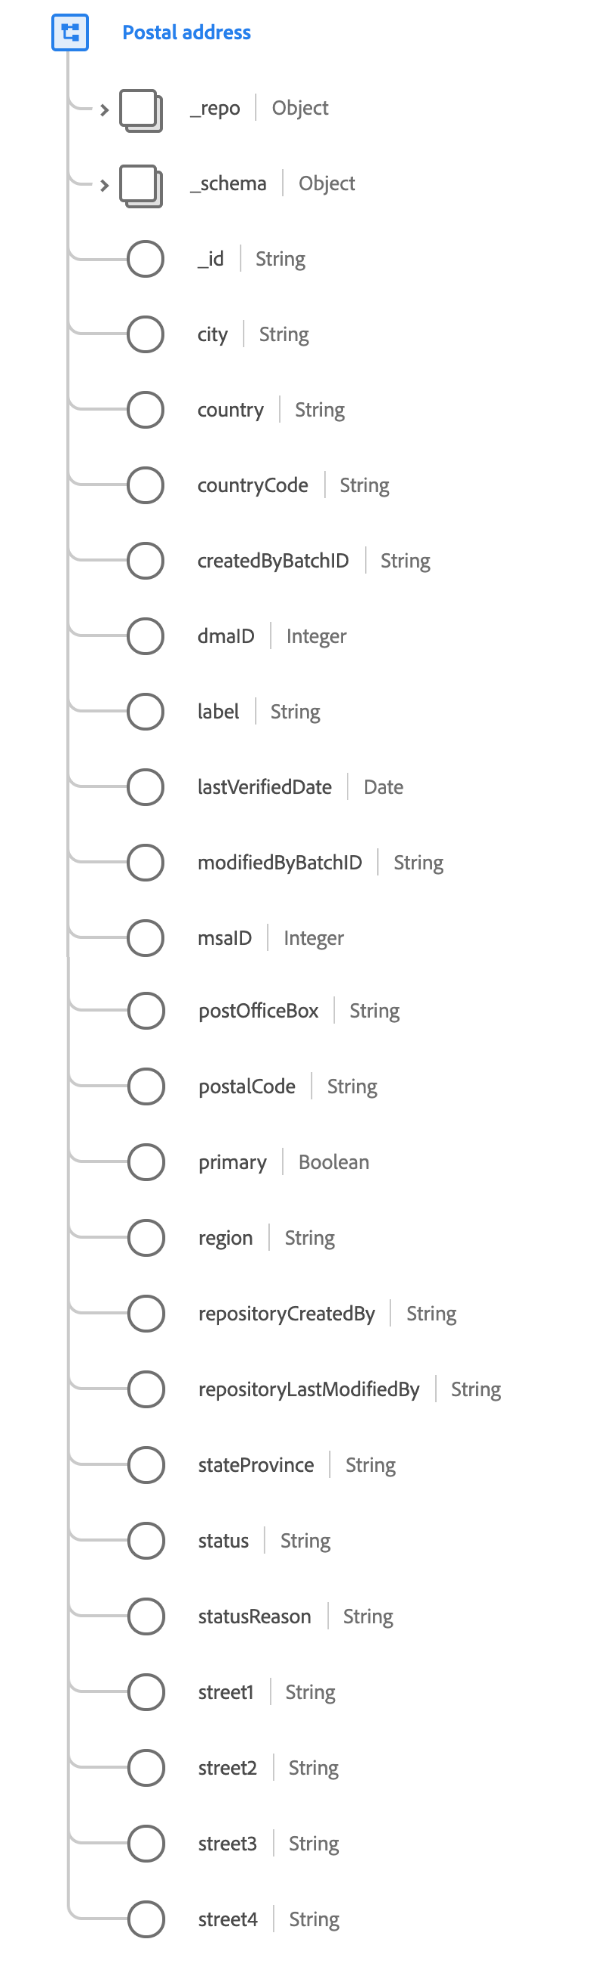 Postal address
_repo Object
_schema Object
_id String
city String
country String
countryCode String
createdByBatchID String
dmaID Integer
label String
lastVerifiedDate Date
modifiedByBatchID String
msaID Integer
postOfficeBox String
postalCode String
primary Boolean
region String
repositoryCreatedBy String
repositoryLastModifiedBy String
stateProvince String
status String
statusReason String
street1 String
street2 String
street3 String
street4 String